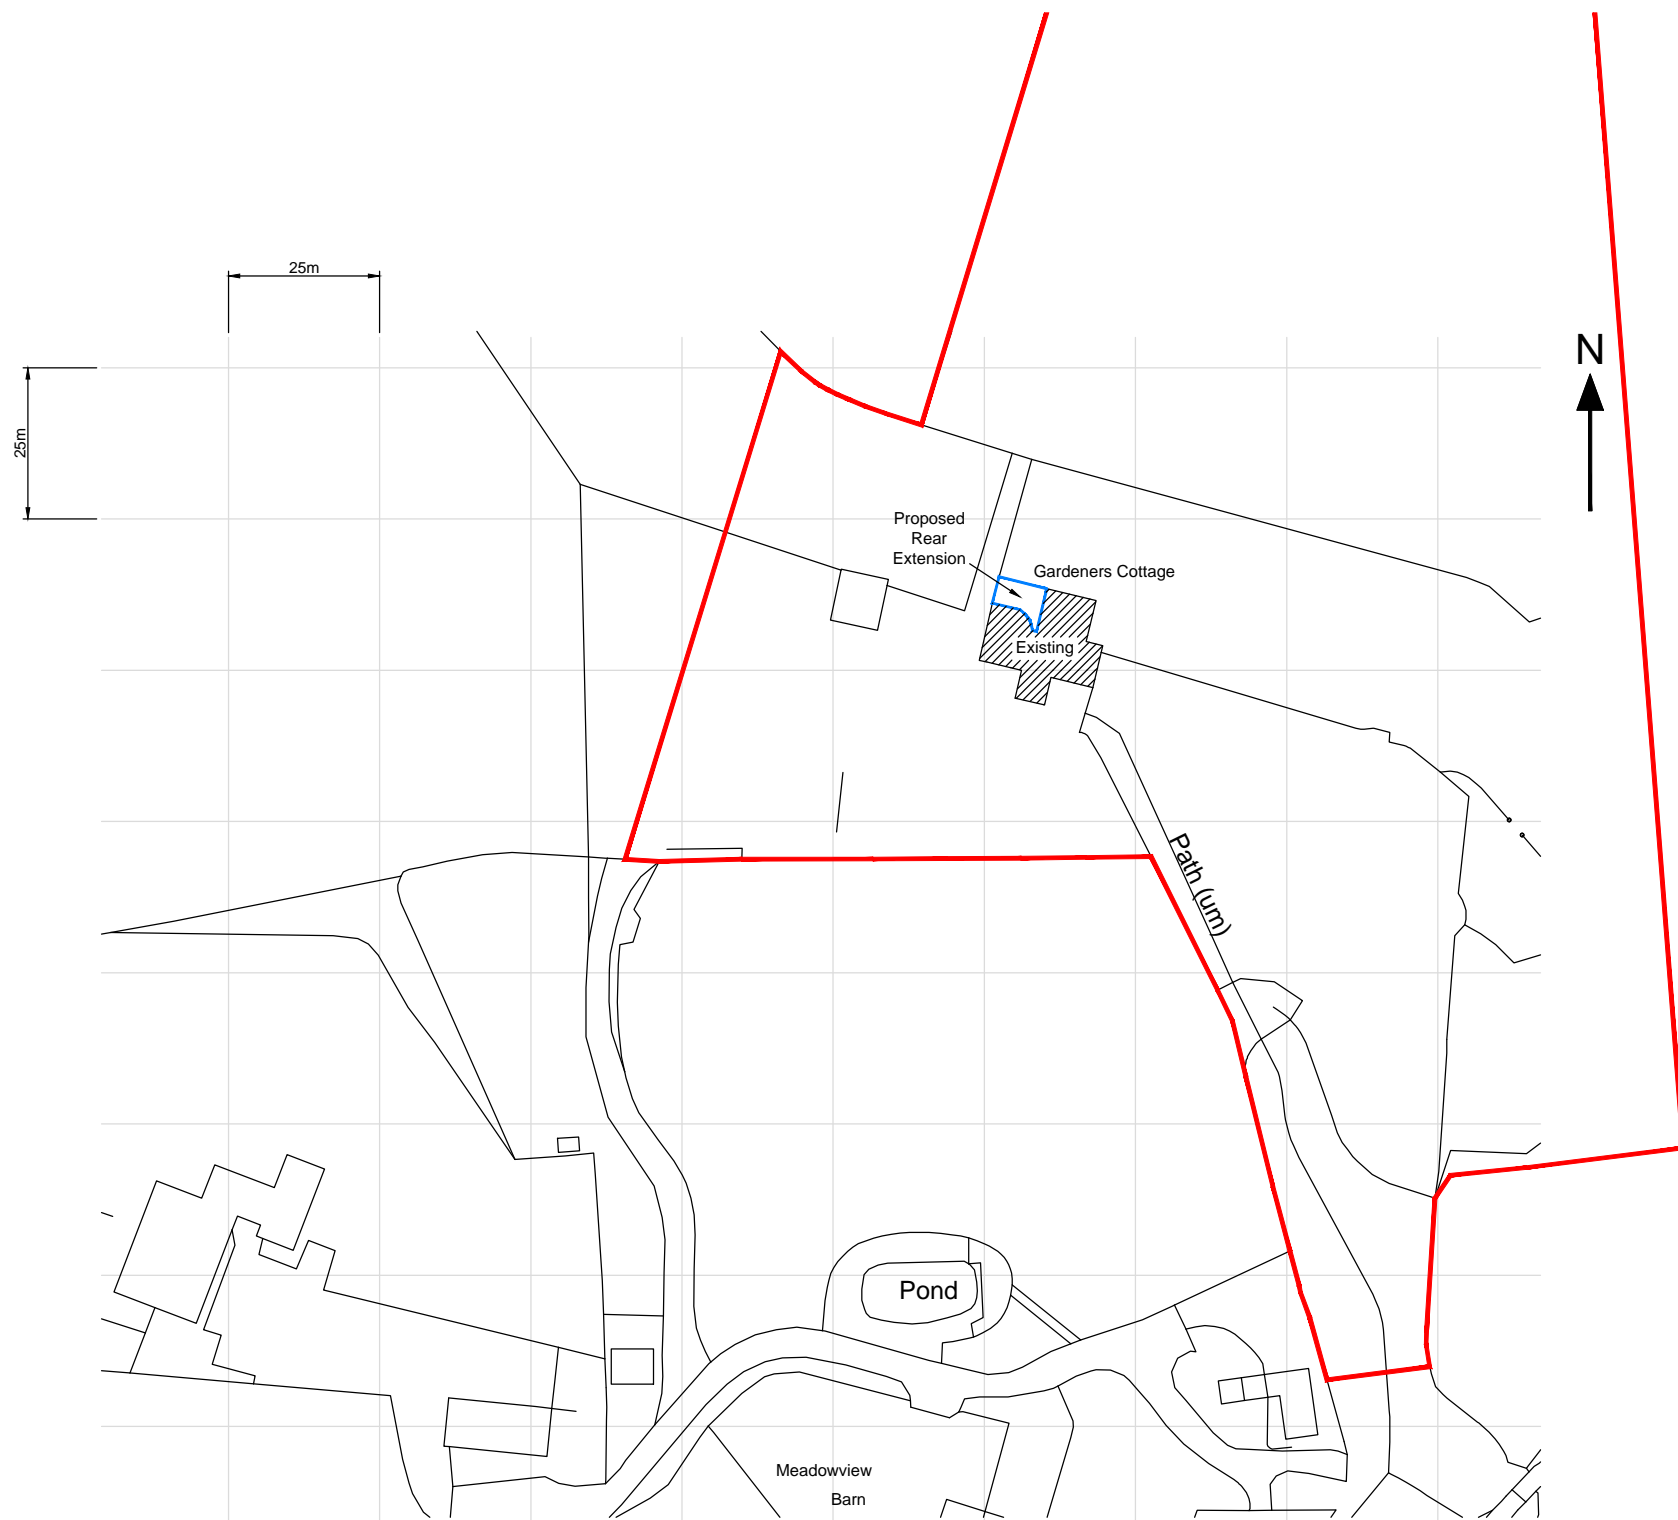 25m
N
25m
Proposed
Rear
Extension
Gardeners Cottage
Existing
Path (um)
Pond
Meadowview
Barn